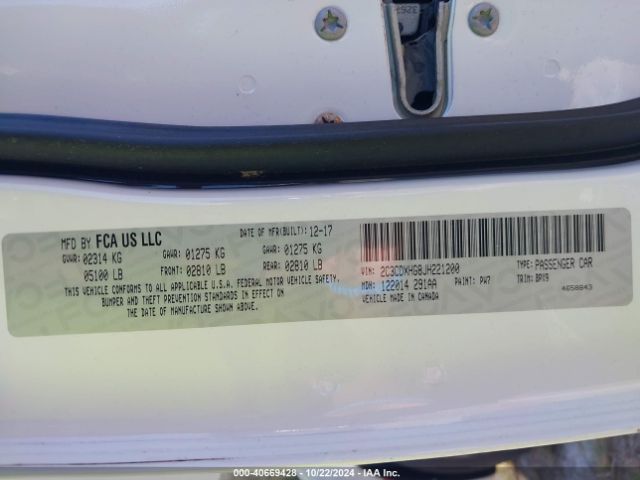 MFD BY FCA US LLC
DATE OF MFR(BUILT): 12-17
GVWR: 02314 KG
GAWR: 01275 KG
GAWR: 01275 KG
05100 LB
FRONT: 02810 LB
REAR: 02810 LB
THIS VEHICLE CONFORMS TO ALL APPLICABLE U.S.A. FEDERAL MOTOR VEHICLE SAFETY,
BUMPER AND THEFT PREVENTION STANDARDS IN EFFECT ON
THE DATE OF MANUFACTURE SHOWN ABOVE.
VIN: 2C3CDXHG8JH221200
TYPE: PASSENGER CAR
MDH: 122014 291AA
PAINT: PW7
TRIM: BPX9
MADE IN CANADA
4658843
000-40669428 - 10/22/2024 - IAA Inc.